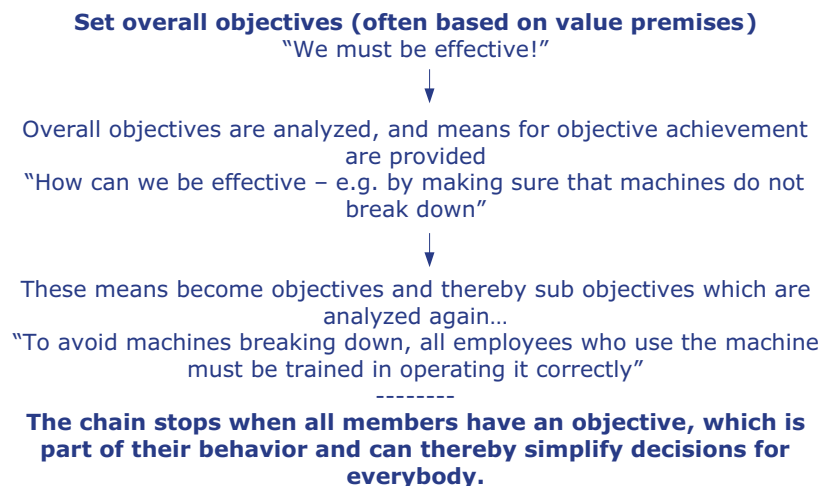 Set overall objectives (often based on value premises)
“We must be effective!”
Overall objectives are analyzed, and means for objective achievement
are provided
“How can we be effective – e.g. by making sure that machines do not
break down”
These means become objectives and thereby sub objectives which are
analyzed again…
“To avoid machines breaking down, all employees who use the machine
must be trained in operating it correctly”
--------
The chain stops when all members have an objective, which is
part of their behavior and can thereby simplify decisions for
everybody.